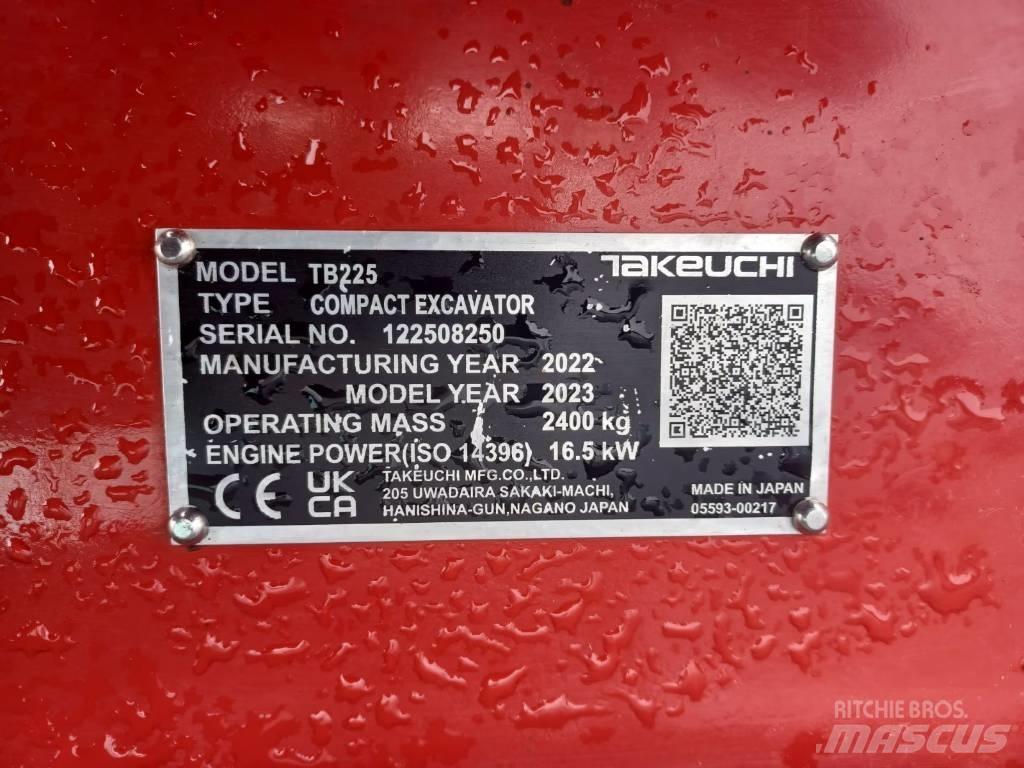 MODEL TB225
TAKEUCHI
TYPE COMPACT EXCAVATOR
SERIAL NO. 122508250
MANUFACTURING YEAR 2022
MODEL YEAR 2023
OPERATING MASS 2400 kg
ENGINE POWER(ISO 14396) 16.5 kW
CE
UK
CA
TAKEUCHI MFG.CO.,LTD.
205 UWADAIRA SAKAKI-MACHI,
HANISHINA-GUN,NAGANO JAPAN
MADE IN JAPAN
05593-00217
RITCHIE BROS.
MASCUS